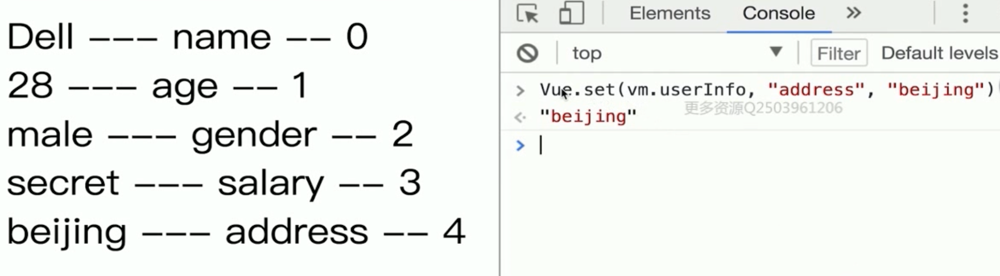 Dell --- name -- 0
28 --- age -- 1
male --- gender -- 2
secret --- salary -- 3
beijing --- address -- 4
Elements Console
top Filter Default levels
Vue.set(vm.userInfo, "address", "beijing")
更多资源Q2503961206
"beijing"